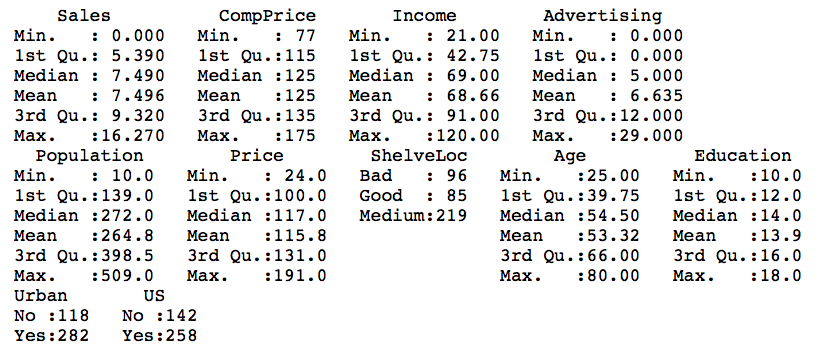 Sales          CompPrice       Income        Advertising
 Min.   : 0.000   Min.   : 77   Min.   : 21.00   Min.   : 0.000
 1st Qu.: 5.390   1st Qu.:115   1st Qu.: 42.75   1st Qu.: 0.000
 Median : 7.490   Median :125   Median : 69.00   Median : 5.000
 Mean   : 7.496   Mean   :125   Mean   : 68.66   Mean   : 6.635
 3rd Qu.: 9.320   3rd Qu.:135   3rd Qu.: 91.00   3rd Qu.:12.000
 Max.   :16.270   Max.   :175   Max.   :120.00   Max.   :29.000
   Population        Price        ShelveLoc        Age          Education
 Min.   : 10.0   Min.   : 24.0   Bad   : 96   Min.   :25.00   Min.   :10.0
 1st Qu.:139.0   1st Qu.:100.0   Good  : 85   1st Qu.:39.75   1st Qu.:12.0
 Median :272.0   Median :117.0   Medium:219   Median :54.50   Median :14.0
 Mean   :264.8   Mean   :115.8                Mean   :53.32   Mean   :13.9
 3rd Qu.:398.5   3rd Qu.:131.0                3rd Qu.:66.00   3rd Qu.:16.0
 Max.   :509.0   Max.   :191.0                Max.   :80.00   Max.   :18.0
 Urban       US
 No :118   No :142
 Yes:282   Yes:258